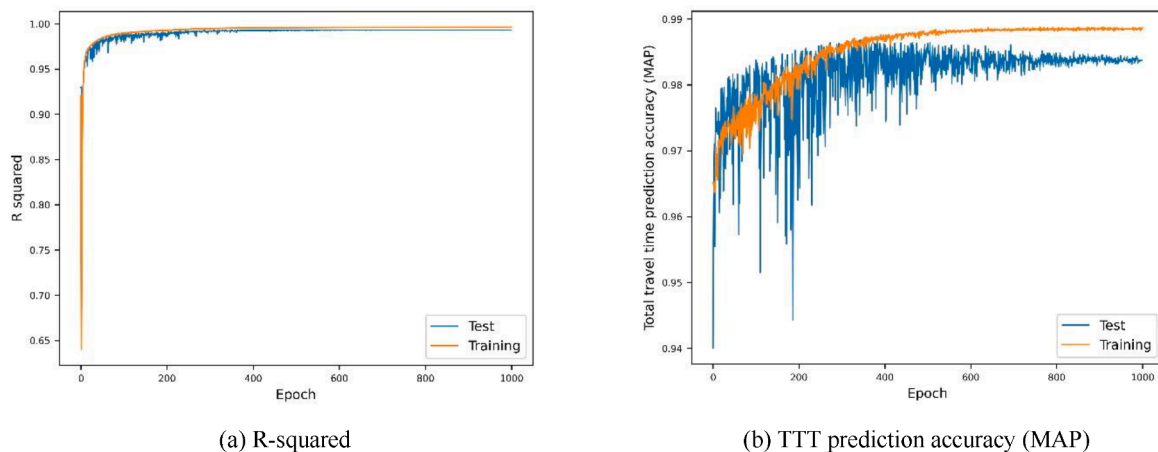 1.00
0.95
0.90
0.85
0.80
0.75
0.70
0.65
R squared
0 200 400 600 800 1000
Epoch
Test
Training
(a) R-squared
0.99
0.98
0.97
0.96
0.95
0.94
Total travel time prediction accuracy (MAP)
0 200 400 600 800 1000
Epoch
Test
Training
(b) TTT prediction accuracy (MAP)